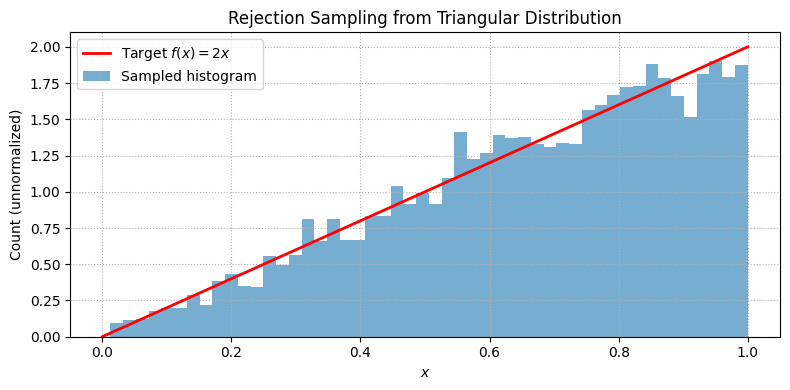 Rejection Sampling from Triangular Distribution
Target f(x) = 2x
Sampled histogram
Count (unnormalized)
2.00
1.75
1.50
1.25
1.00
0.75
0.50
0.25
0.00
0.0 0.2 0.4 0.6 0.8 1.0
x